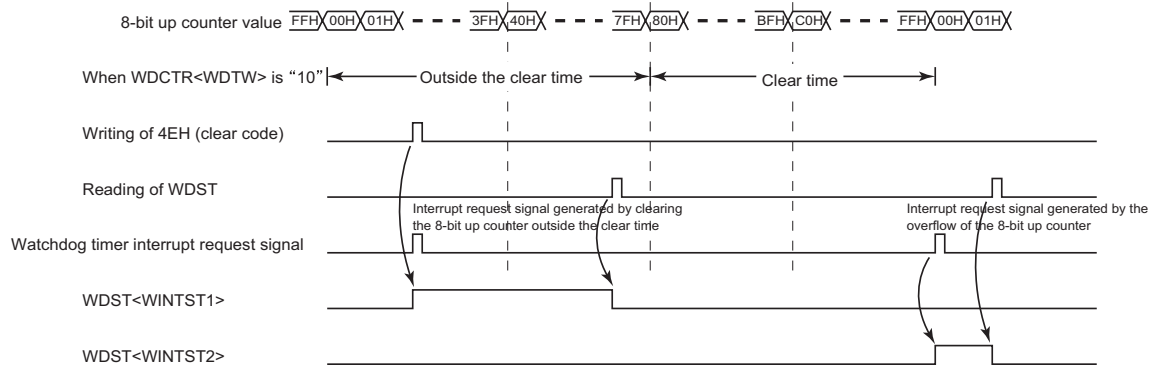 8-bit up counter value FFH 00H 01H 3FH 40H 7FH 80H BFH C0H FFH 00H 01H
When WDCTR<WDTW> is “10” Outside the clear time Clear time
Writing of 4EH (clear code)
Reading of WDST
Interrupt request signal generated by clearing
the 8-bit up counter outside the clear time
Interrupt request signal generated by the
overflow of the 8-bit up counter
Watchdog timer interrupt request signal
WDST<WINTST1>
WDST<WINTST2>